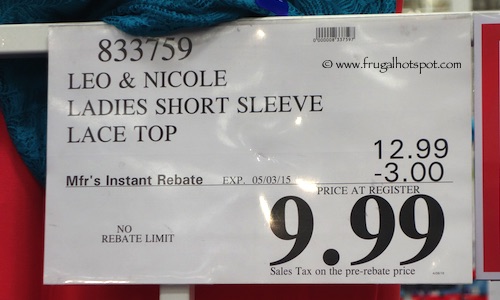 833759
© www.frugalhotspot.com
LEO & NICOLE
LADIES SHORT SLEEVE
LACE TOP
12.99
Mfr's Instant Rebate EXP. 05/03/15 -3.00
PRICE AT REGISTER
9.99
NO
REBATE LIMIT
Sales Tax on the pre-rebate price